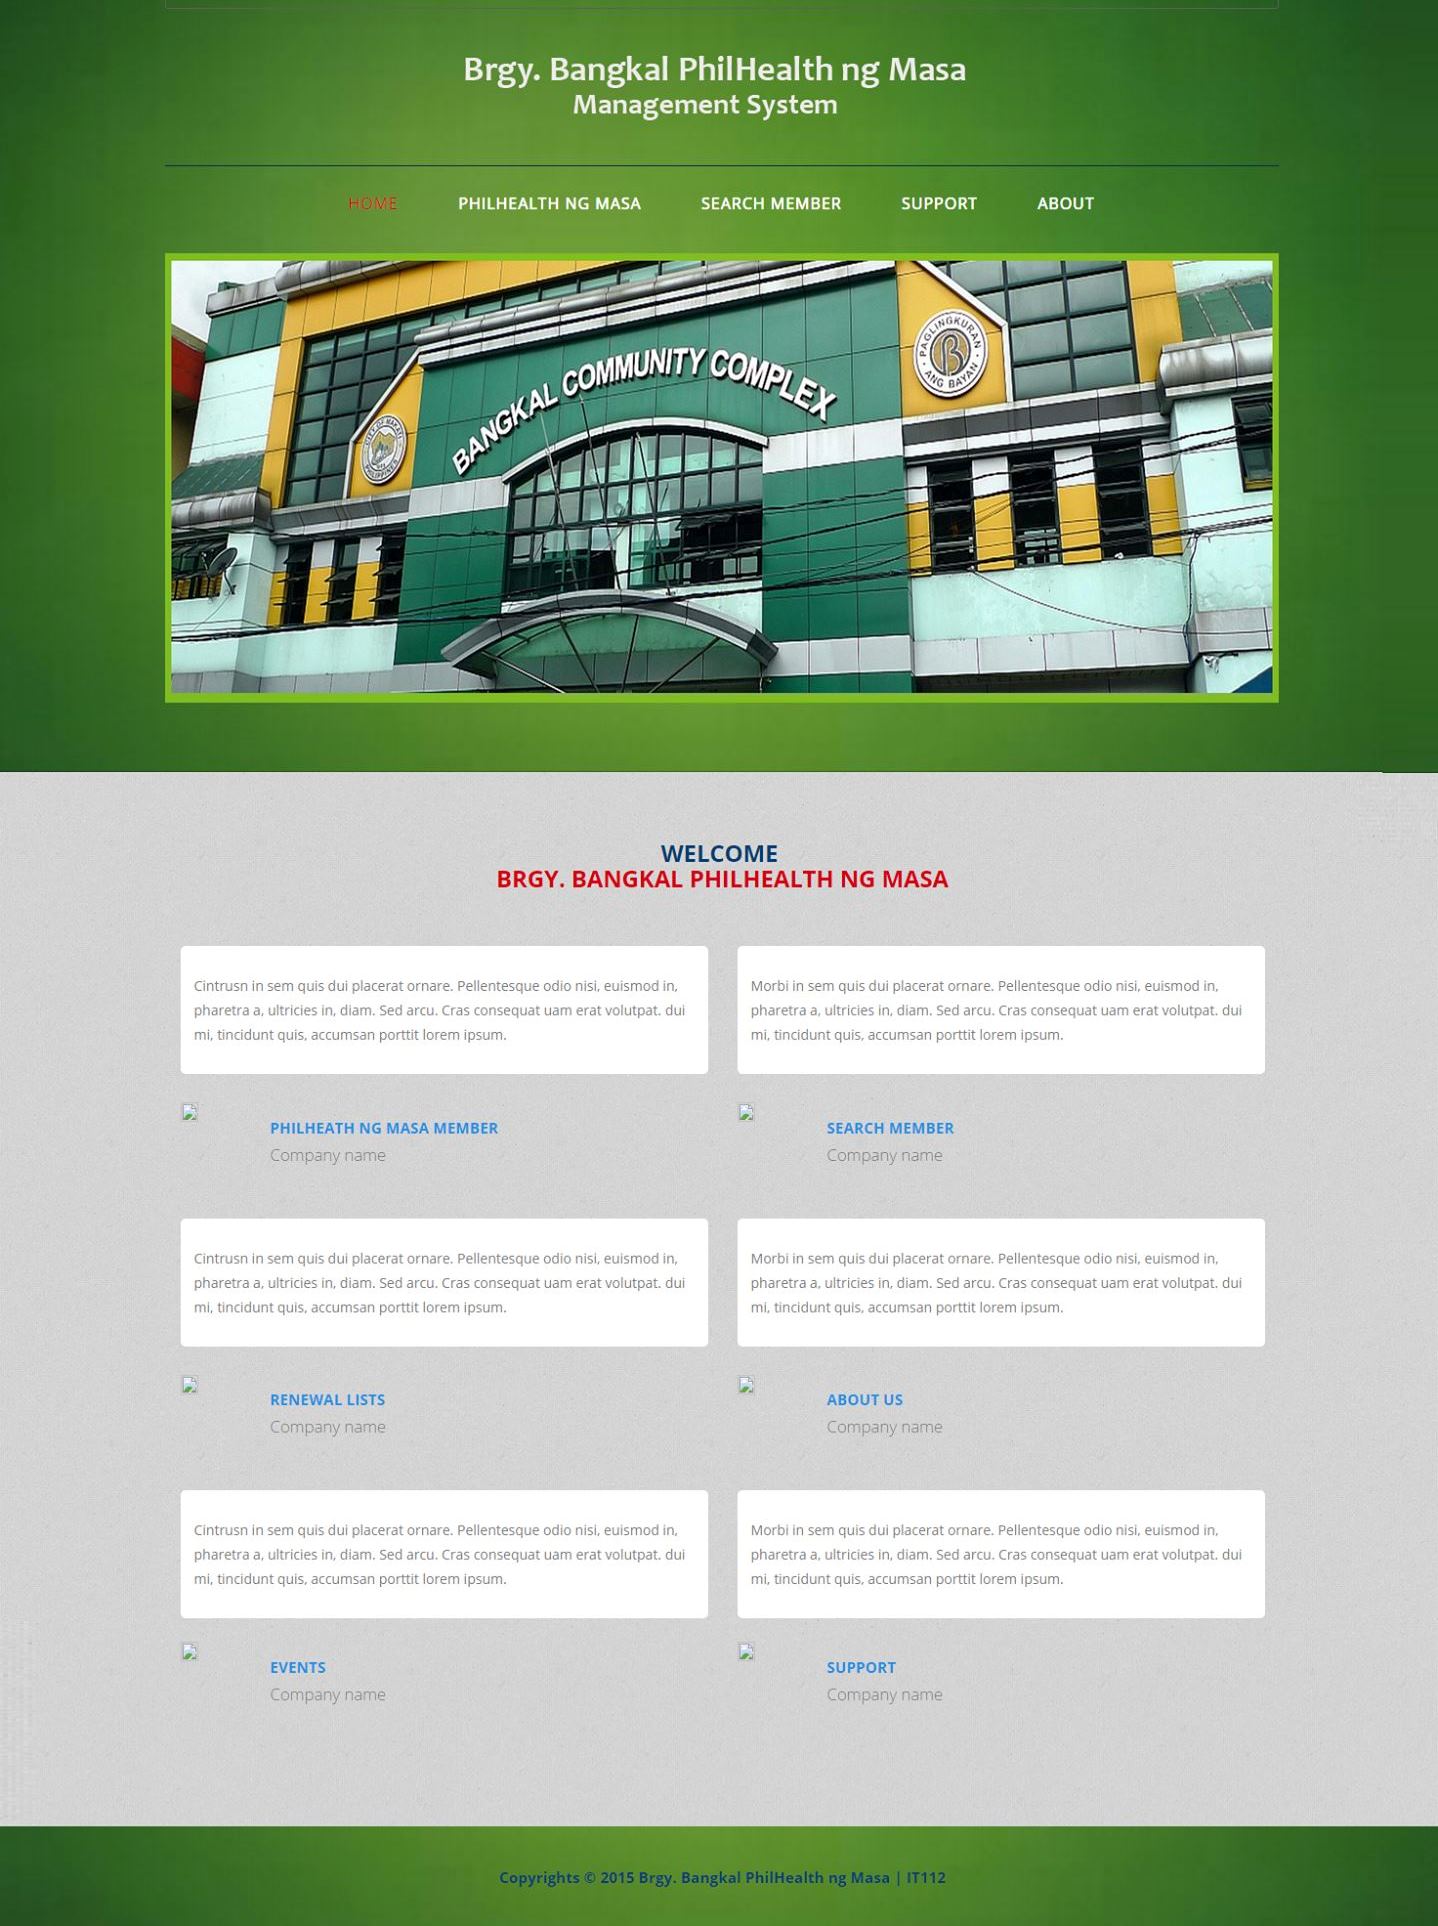 Brgy. Bangkal PhilHealth ng Masa
Management System
HOME PHILHEALTH NG MASA SEARCH MEMBER SUPPORT ABOUT
BANGKAL COMMUNITY COMPLEX
PAGLINGKURAN ANG BAYAN
CITY OF MAKATI PHILIPPINES
WELCOME
BRGY. BANGKAL PHILHEALTH NG MASA
Cintrusn in sem quis dui placerat ornare. Pellentesque odio nisi, euismod in,
pharetra a, ultricies in, diam. Sed arcu. Cras consequat uam erat volutpat. dui
mi, tincidunt quis, accumsan porttit lorem ipsum.
PHILHEATH NG MASA MEMBER
Company name
Morbi in sem quis dui placerat ornare. Pellentesque odio nisi, euismod in,
pharetra a, ultricies in, diam. Sed arcu. Cras consequat uam erat volutpat. dui
mi, tincidunt quis, accumsan porttit lorem ipsum.
SEARCH MEMBER
Company name
Cintrusn in sem quis dui placerat ornare. Pellentesque odio nisi, euismod in,
pharetra a, ultricies in, diam. Sed arcu. Cras consequat uam erat volutpat. dui
mi, tincidunt quis, accumsan porttit lorem ipsum.
RENEWAL LISTS
Company name
Morbi in sem quis dui placerat ornare. Pellentesque odio nisi, euismod in,
pharetra a, ultricies in, diam. Sed arcu. Cras consequat uam erat volutpat. dui
mi, tincidunt quis, accumsan porttit lorem ipsum.
ABOUT US
Company name
Cintrusn in sem quis dui placerat ornare. Pellentesque odio nisi, euismod in,
pharetra a, ultricies in, diam. Sed arcu. Cras consequat uam erat volutpat. dui
mi, tincidunt quis, accumsan porttit lorem ipsum.
EVENTS
Company name
Morbi in sem quis dui placerat ornare. Pellentesque odio nisi, euismod in,
pharetra a, ultricies in, diam. Sed arcu. Cras consequat uam erat volutpat. dui
mi, tincidunt quis, accumsan porttit lorem ipsum.
SUPPORT
Company name
Copyrights © 2015 Brgy. Bangkal PhilHealth ng Masa | IT112